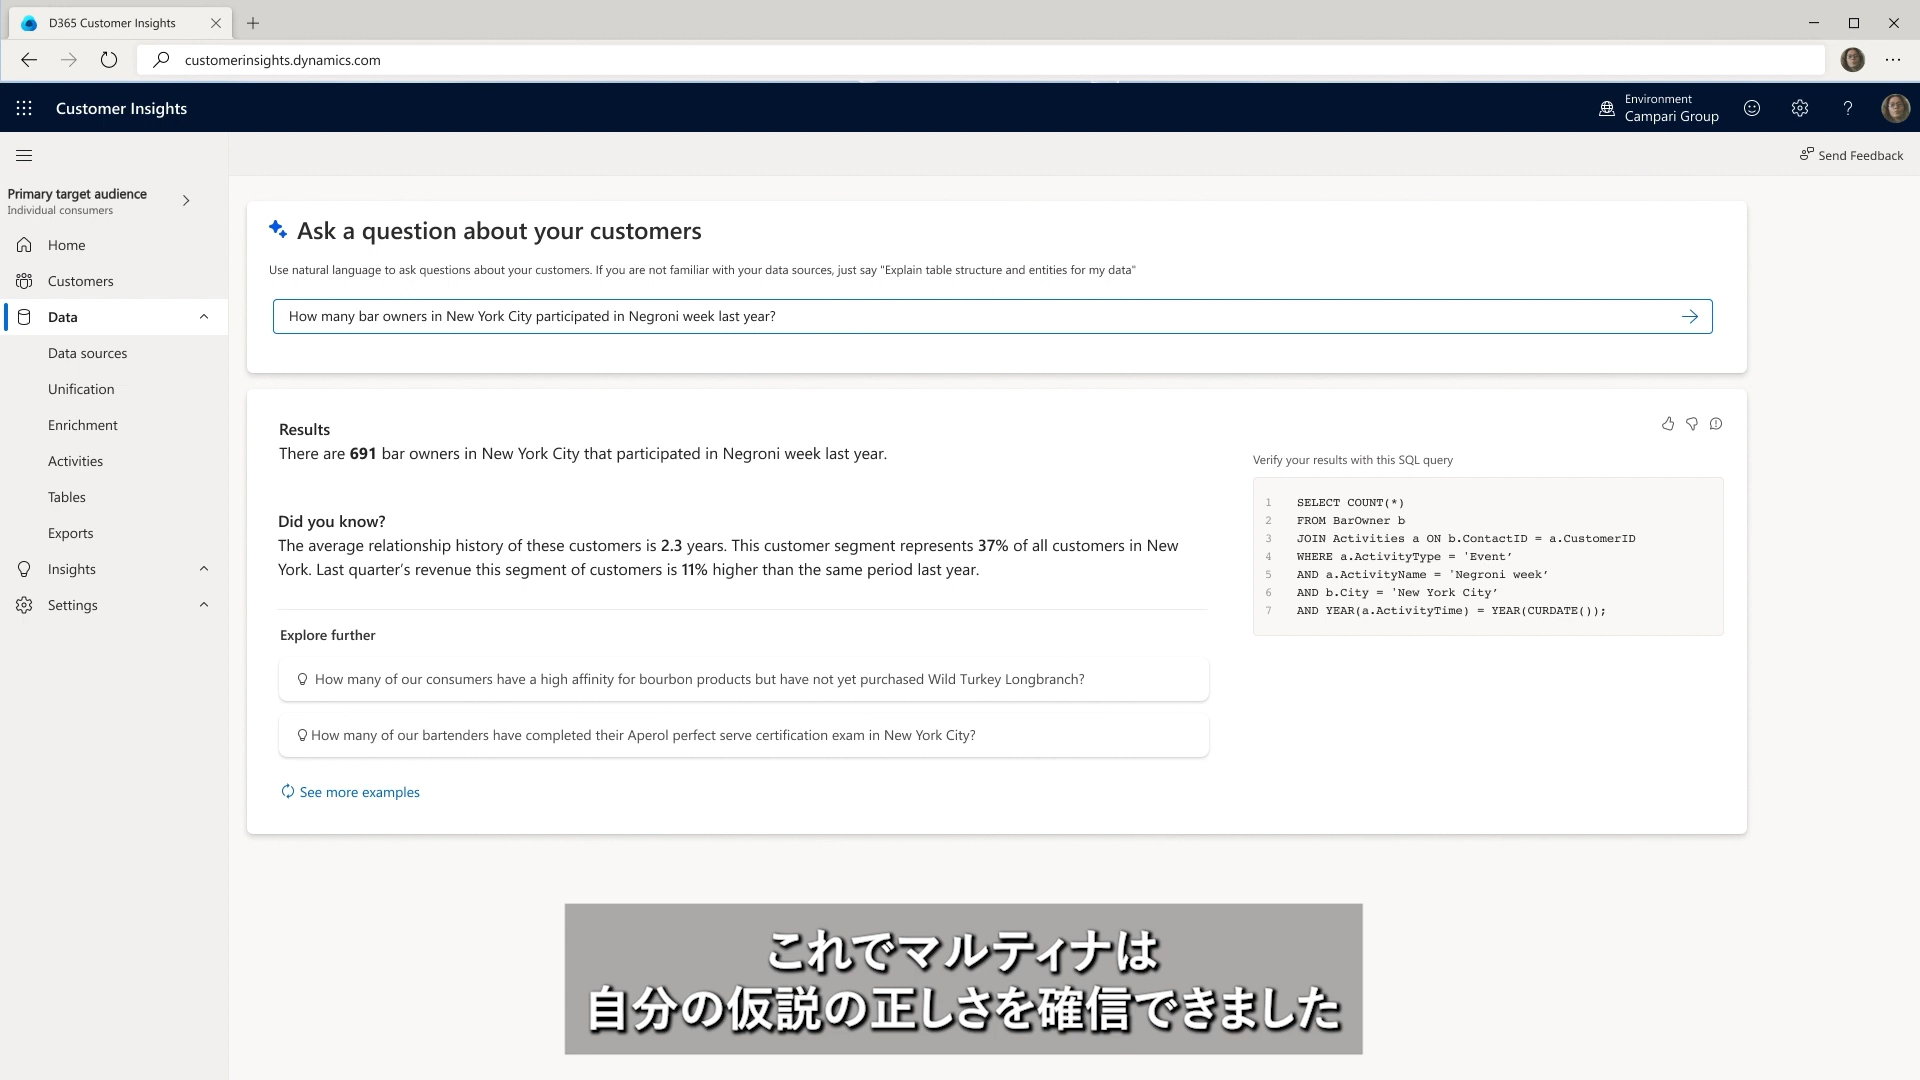 D365 Customer Insights
customerinsights.dynamics.com
Customer Insights
Environment
Campari Group
Send Feedback
Primary target audience
Individual consumers
Home
Customers
Data
Data sources
Unification
Enrichment
Activities
Tables
Exports
Insights
Settings
Ask a question about your customers
Use natural language to ask questions about your customers. If you are not familiar with your data sources, just say "Explain table structure and entities for my data"
How many bar owners in New York City participated in Negroni week last year?
Results
There are 691 bar owners in New York City that participated in Negroni week last year.
Did you know?
The average relationship history of these customers is 2.3 years. This customer segment represents 37% of all customers in New
York. Last quarter’s revenue this segment of customers is 11% higher than the same period last year.
Explore further
How many of our consumers have a high affinity for bourbon products but have not yet purchased Wild Turkey Longbranch?
How many of our bartenders have completed their Aperol perfect serve certification exam in New York City?
See more examples
Verify your results with this SQL query
1 SELECT COUNT(*)
2 FROM BarOwner b
3 JOIN Activities a ON b.ContactID = a.CustomerID
4 WHERE a.ActivityType = 'Event’
5 AND a.ActivityName = 'Negroni week’
6 AND b.City = 'New York City’
7 AND YEAR(a.ActivityTime) = YEAR(CURDATE());
これでマルティナは
自分の仮説の正しさを確信できました